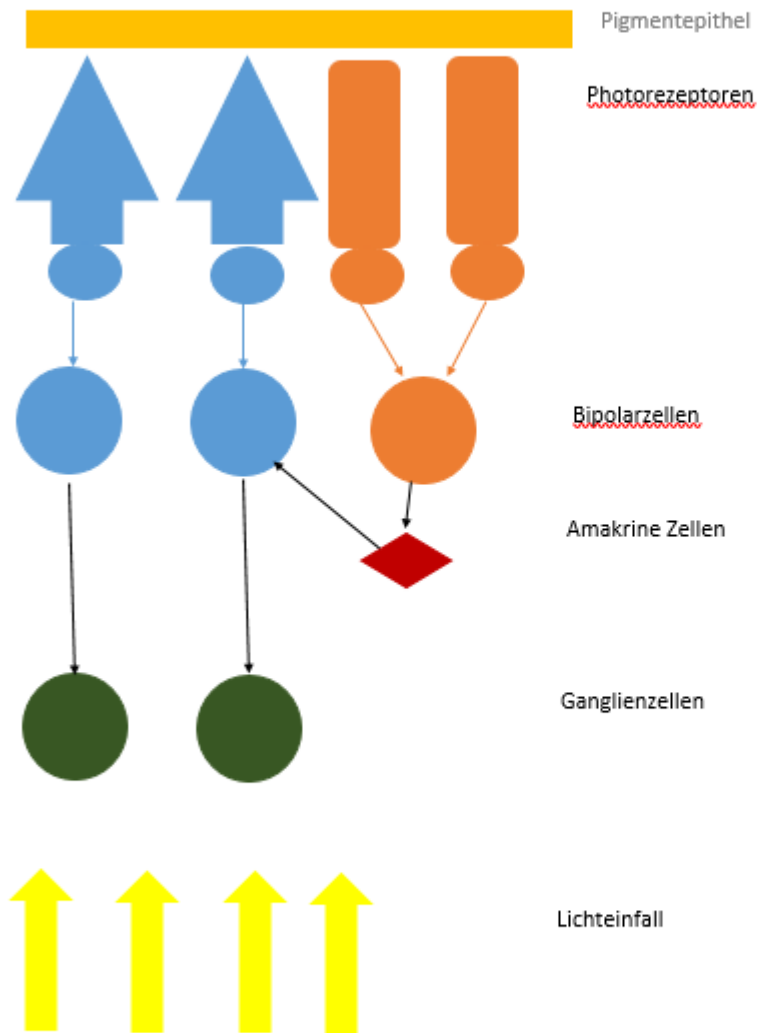 Pigmentepithel
Photorezeptoren
Bipolarzellen
Amakrine Zellen
Ganglienzellen
Lichteinfall